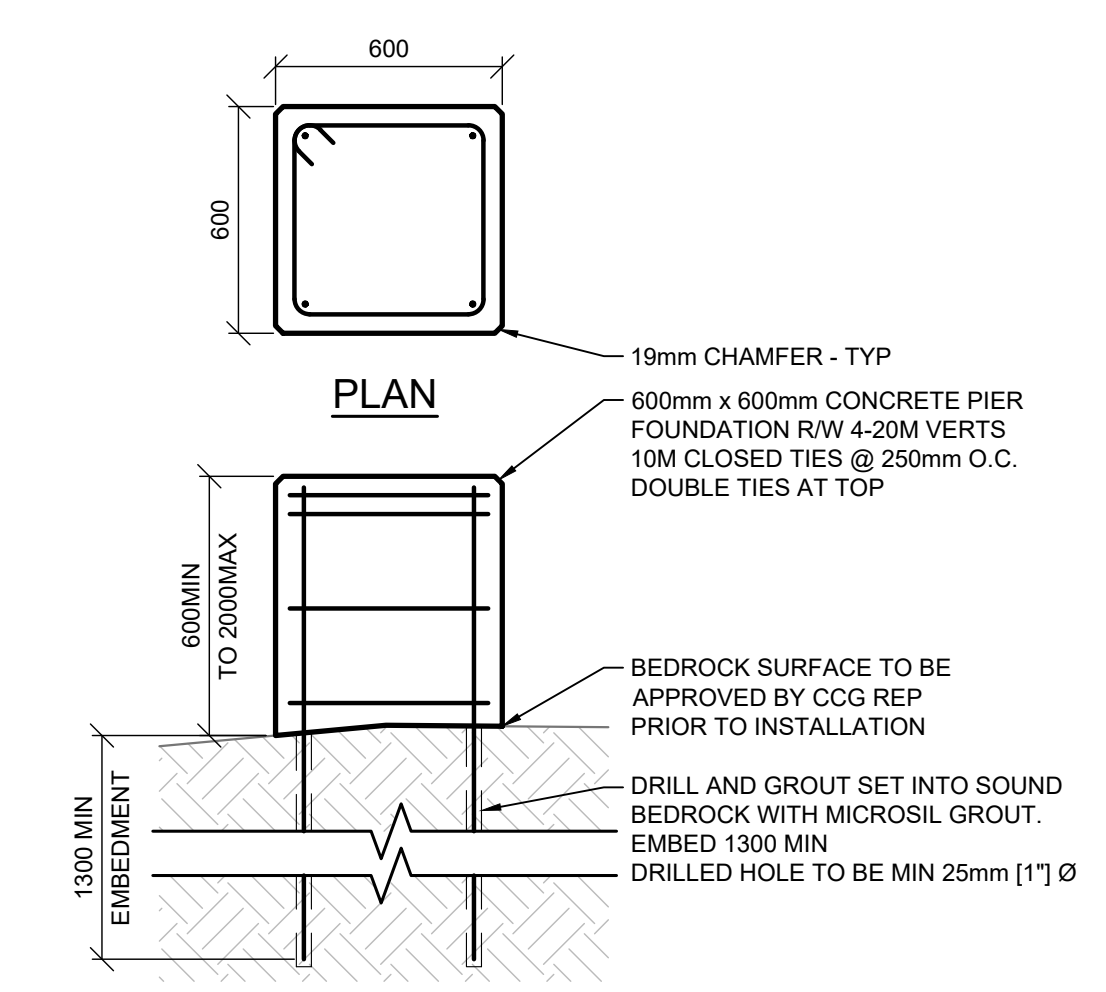 600
600
19mm CHAMFER - TYP
PLAN
600mm x 600mm CONCRETE PIER
FOUNDATION R/W 4-20M VERTS
10M CLOSED TIES @ 250mm O.C.
DOUBLE TIES AT TOP
600MIN
TO 2000MAX
BEDROCK SURFACE TO BE
APPROVED BY CCG REP
PRIOR TO INSTALLATION
1300 MIN
EMBEDMENT
DRILL AND GROUT SET INTO SOUND
BEDROCK WITH MICROSIL GROUT.
EMBED 1300 MIN
DRILLED HOLE TO BE MIN 25mm [1"] Ø